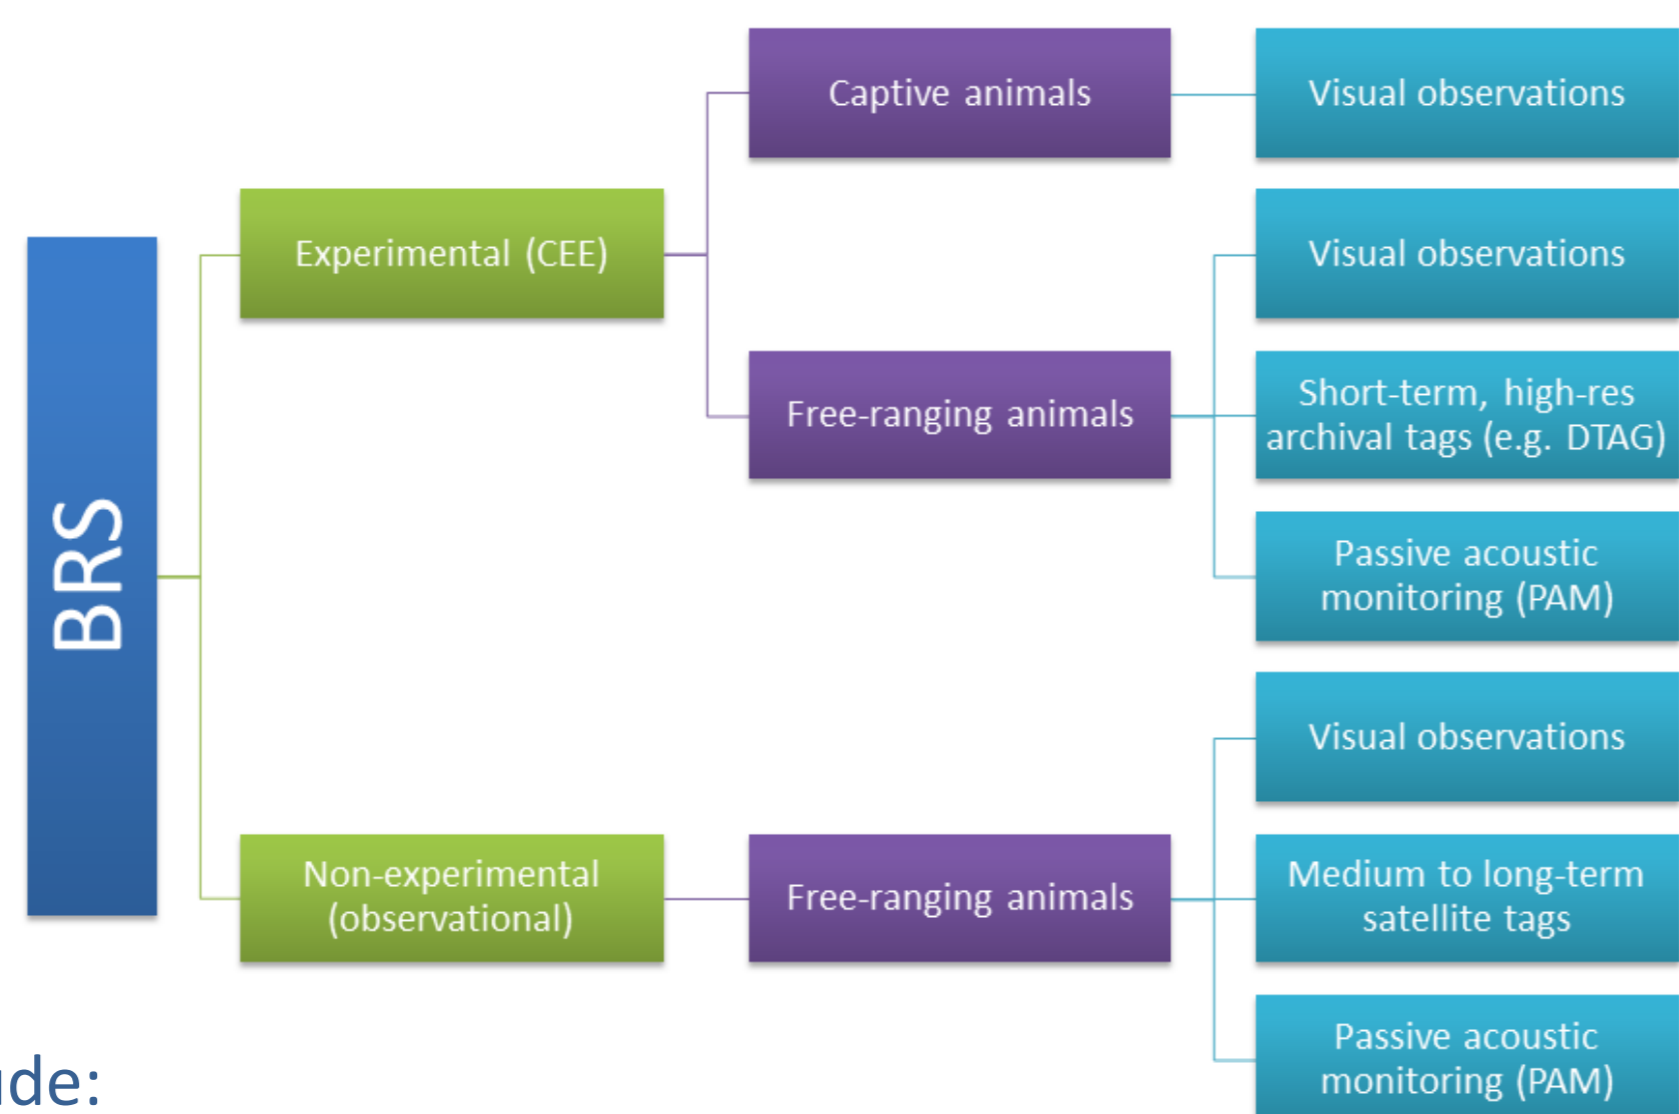 BRS
Experimental (CEE)
Captive animals
Visual observations
Free-ranging animals
Visual observations
Short-term, high-res
archival tags (e.g. DTAG)
Passive acoustic
monitoring (PAM)
Non-experimental
(observational)
Free-ranging animals
Visual observations
Medium to long-term
satellite tags
Passive acoustic
monitoring (PAM)
ude: